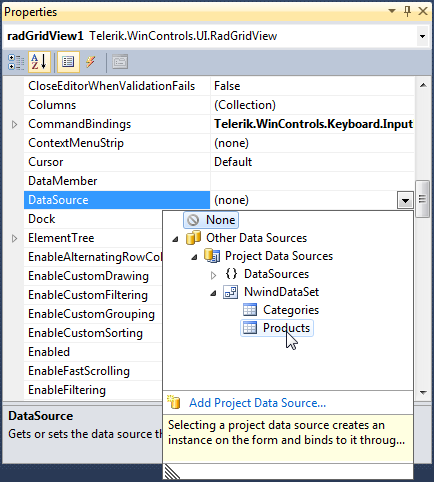 Properties
radGridView1 Telerik.WinControls.UI.RadGridView
CloseEditorWhenValidationFails False
Columns (Collection)
CommandBindings Telerik.WinControls.Keyboard.Input
ContextMenuStrip (none)
Cursor Default
DataMember
DataSource (none)
Dock
ElementTree
EnableAlternatingRowCol
EnableCustomDrawing
EnableCustomFiltering
EnableCustomGrouping
EnableCustomSorting
Enabled
EnableFastScrolling
EnableFiltering
None
Other Data Sources
Project Data Sources
{} DataSources
NwindDataSet
Categories
Products
Add Project Data Source...
Selecting a project data source creates an
instance on the form and binds to it throug...
DataSource
Gets or sets the data source th